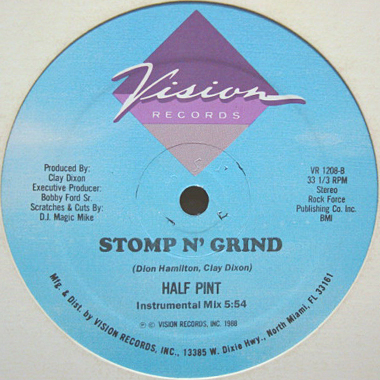 Vision
RECORDS
Produced By:
Clay Dixon
Executive Producer:
Bobby Ford Sr.
Scratches & Cuts By:
D.J. Magic Mike
VR 1208-B
33 1/3 RPM
Stereo
Rock Force
Publishing Co. Inc.
BMI
STOMP N' GRIND
(Dion Hamilton, Clay Dixon)
HALF PINT
Instrumental Mix 5:54
℗ © VISION RECORDS, INC. 1988
Mfg. & Dist. by VISION RECORDS, INC., 13385 W. Dixie Hwy., North Miami, FL 33161